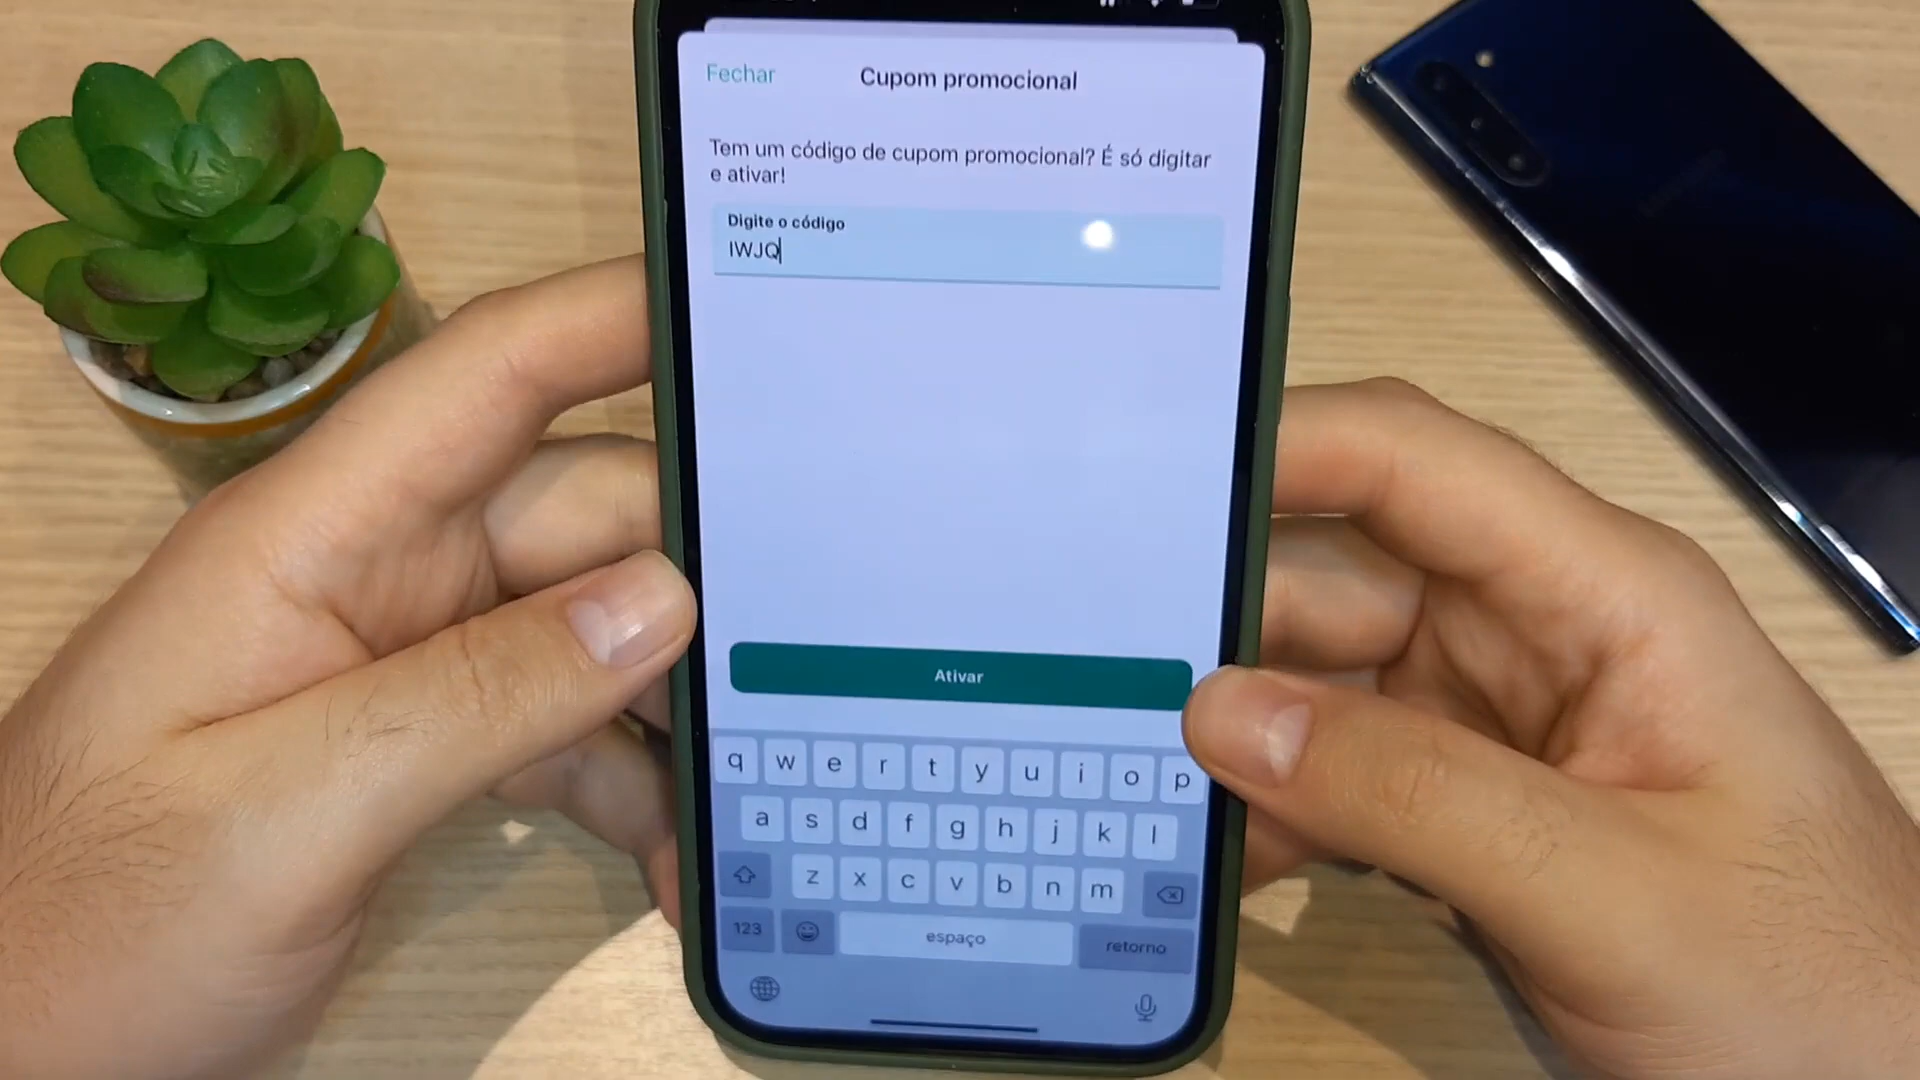 Fechar
Cupom promocional
Tem um código de cupom promocional? É só digitar
e ativar!
Digite o código
IWJQ
Ativar
q w e r t y u i o p
a s d f g h j k l
z x c v b n m
123
espaço
retorno